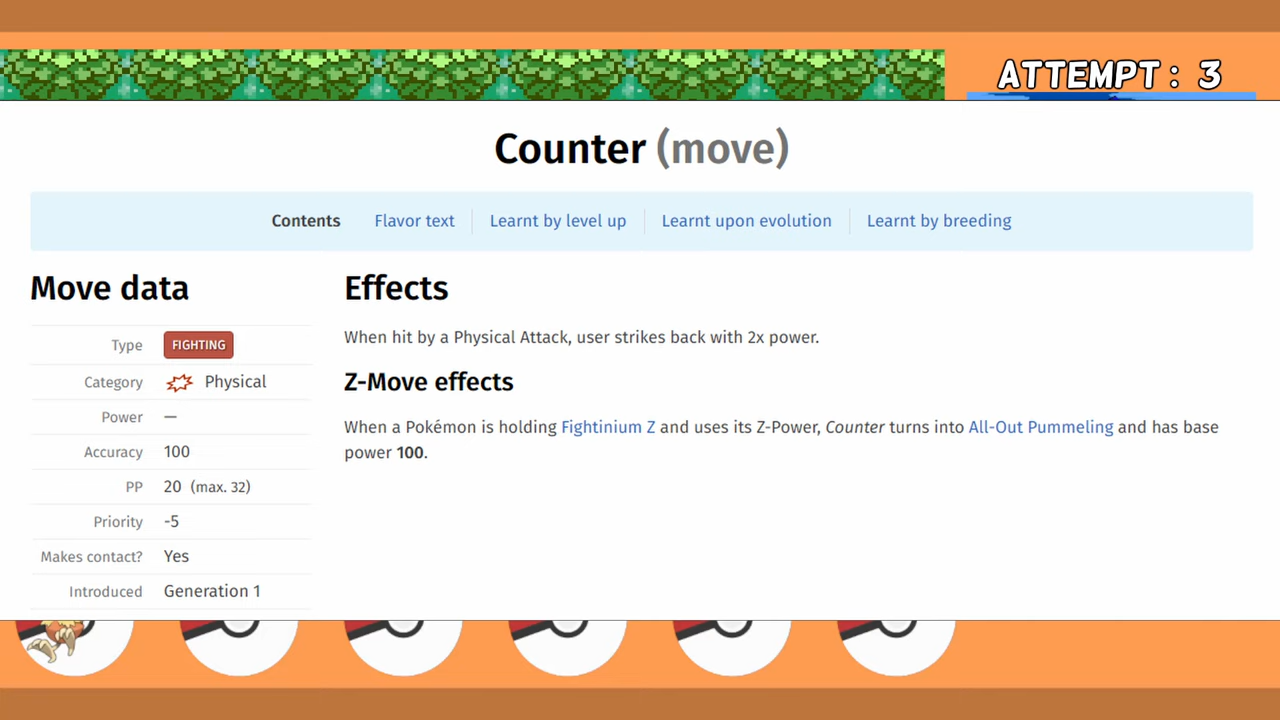 ATTEMPT: 3
Counter (move)
Contents Flavor text Learnt by level up Learnt upon evolution Learnt by breeding
Move data
Type FIGHTING
Category Physical
Power —
Accuracy 100
PP 20 (max. 32)
Priority -5
Makes contact? Yes
Introduced Generation 1
Effects
When hit by a Physical Attack, user strikes back with 2x power.
Z-Move effects
When a Pokémon is holding Fightinium Z and uses its Z-Power, Counter turns into All-Out Pummeling and has base
power 100.